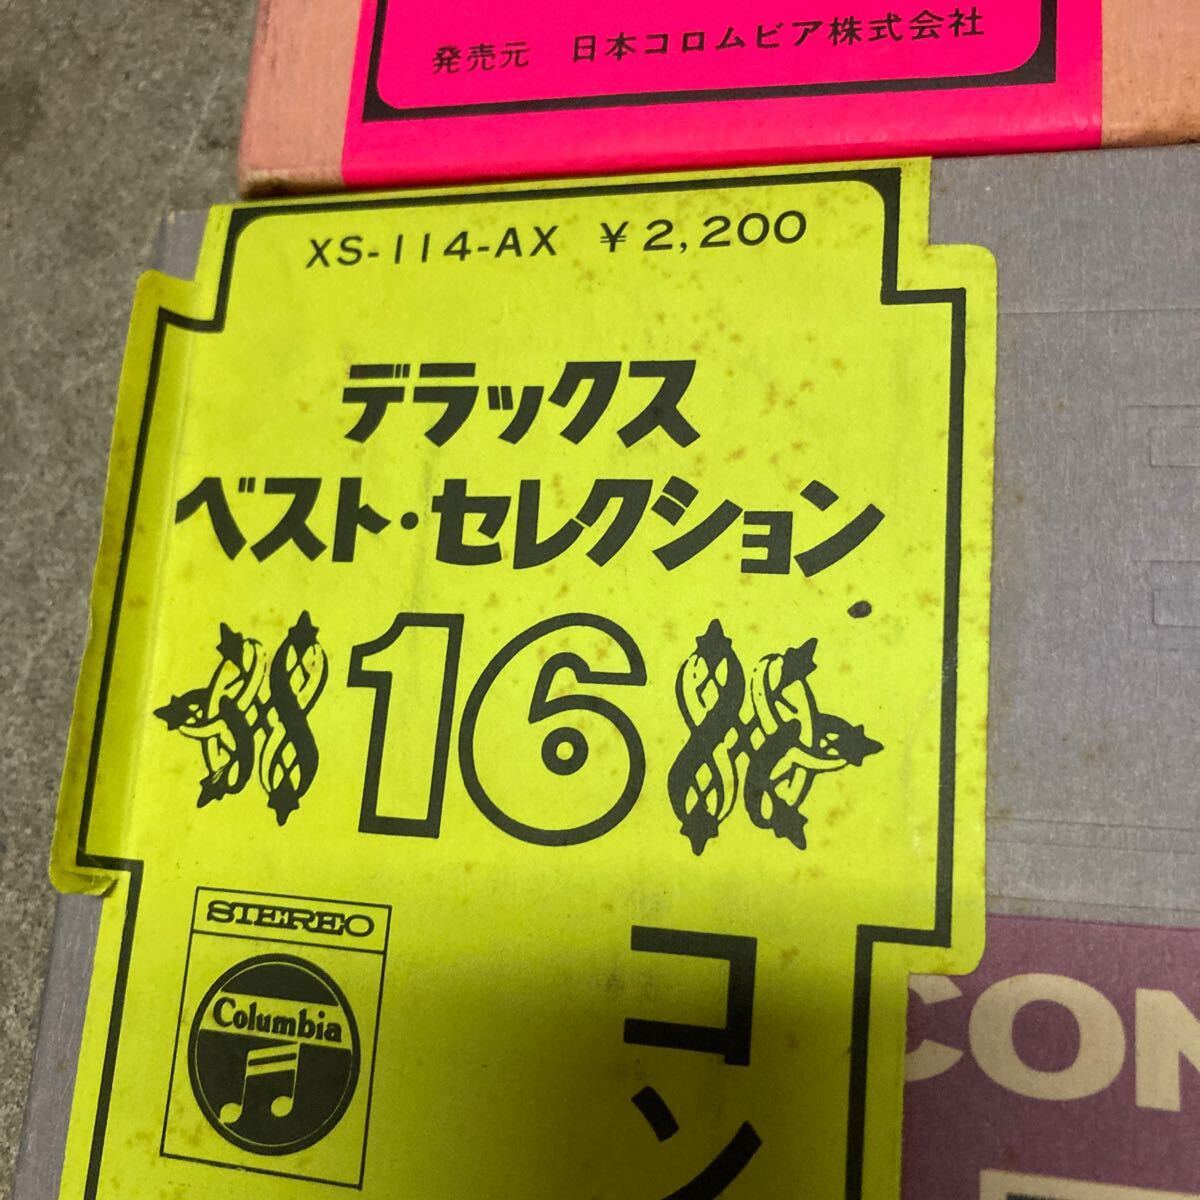 発売元 日本コロムビア株式会社
XS-114-AX ¥2,200
デラックス
ベスト・セレクション
16
STEREO
Columbia
コン
CON